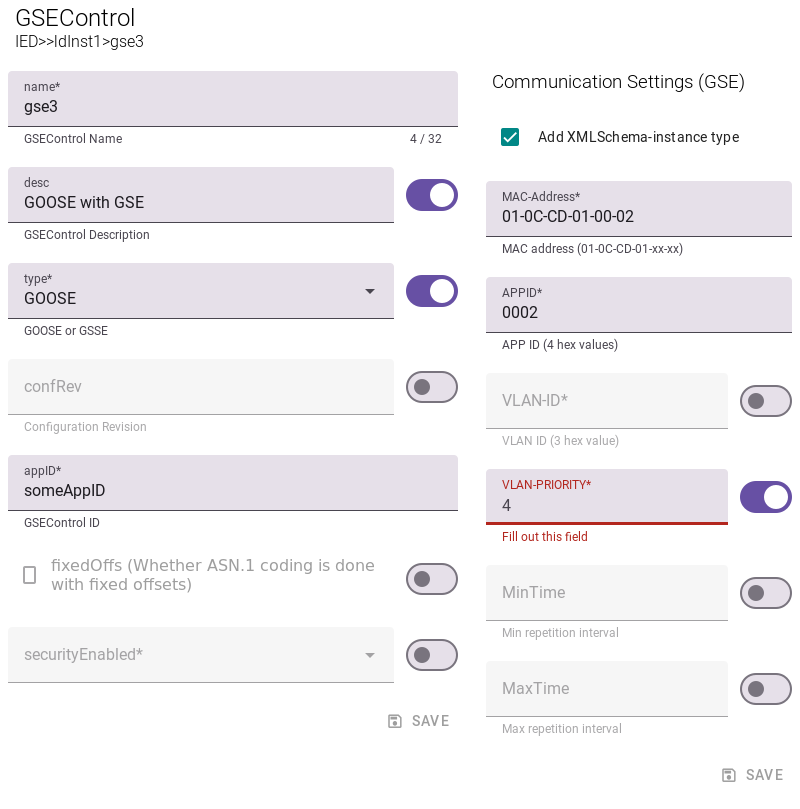 GSEControl
IED>>IdInst1>gse3
name*
gse3
GSEControl Name
4 / 32
desc
GOOSE with GSE
GSEControl Description
type*
GOOSE
GOOSE or GSSE
confRev
Configuration Revision
appID*
someAppID
GSEControl ID
fixedOffs (Whether ASN.1 coding is done
with fixed offsets)
securityEnabled*
SAVE
Communication Settings (GSE)
Add XMLSchema-instance type
MAC-Address*
01-0C-CD-01-00-02
MAC address (01-0C-CD-01-xx-xx)
APPID*
0002
APP ID (4 hex values)
VLAN-ID*
VLAN ID (3 hex value)
VLAN-PRIORITY*
4
Fill out this field
MinTime
Min repetition interval
MaxTime
Max repetition interval
SAVE